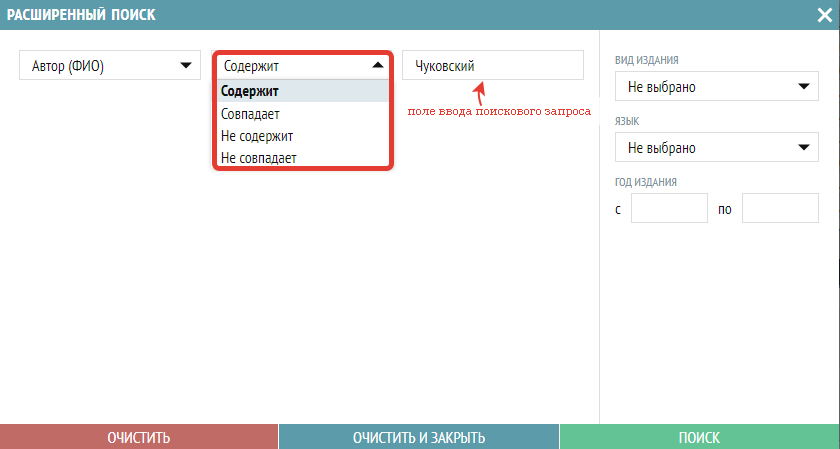 РАСШИРЕННЫЙ ПОИСК
Автор (ФИО)
Содержит
Чуковский
Содержит
Совпадает
Не содержит
Не совпадает
поле ввода поискового запроса
ВИД ИЗДАНИЯ
Не выбрано
ЯЗЫК
Не выбрано
ГОД ИЗДАНИЯ
с
по
ОЧИСТИТЬ
ОЧИСТИТЬ И ЗАКРЫТЬ
ПОИСК